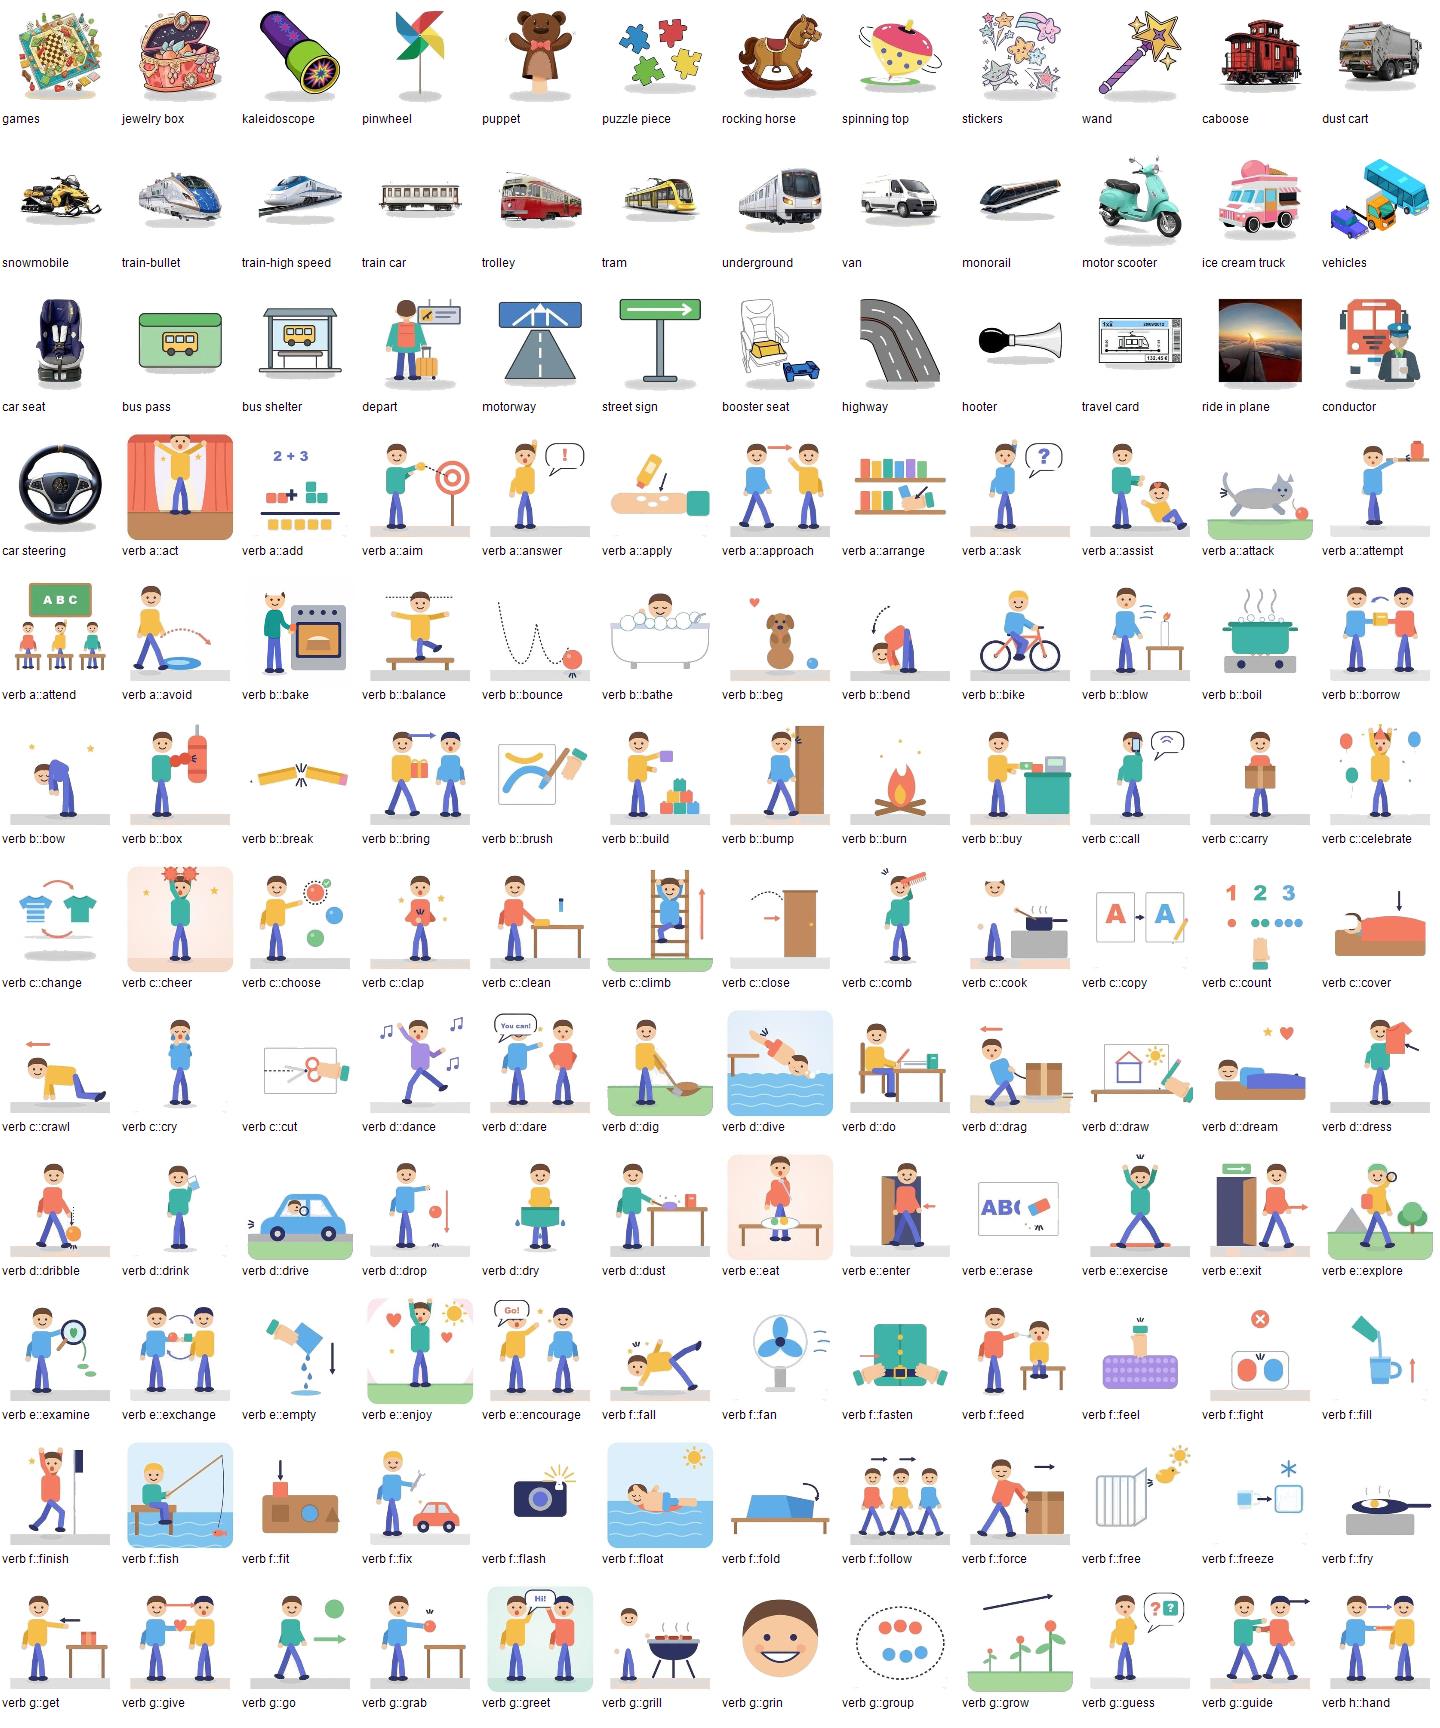 games jewelry box kaleidoscope pinwheel puppet puzzle piece rocking horse spinning top stickers wand caboose dust cart
snowmobile train-bullet train-high speed train car trolley tram underground van monorail motor scooter ice cream truck vehicles
132,45 €
car seat bus pass bus shelter depart motorway street sign booster seat highway hooter travel card ride in plane conductor
2 + 3 ! ?
car steering verb a::act verb a::add verb a::aim verb a::answer verb a::apply verb a::approach verb a::arrange verb a::ask verb a::assist verb a::attack verb a::attempt
A B C
verb a::attend verb a::avoid verb b::bake verb b::balance verb b::bounce verb b::bathe verb b::beg verb b::bend verb b::bike verb b::blow verb b::boil verb b::borrow
verb b::bow verb b::box verb b::break verb b::bring verb b::brush verb b::build verb b::bump verb b::burn verb b::buy verb c::call verb c::carry verb c::celebrate
A A 1 2 3
verb c::change verb c::cheer verb c::choose verb c::clap verb c::clean verb c::climb verb c::close verb c::comb verb c::cook verb c::copy verb c::count verb c::cover
You can!
verb c::crawl verb c::cry verb c::cut verb d::dance verb d::dare verb d::dig verb d::dive verb d::do verb d::drag verb d::draw verb d::dream verb d::dress
ABC
verb d::dribble verb d::drink verb d::drive verb d::drop verb d::dry verb d::dust verb e::eat verb e::enter verb e::erase verb e::exercise verb e::exit verb e::explore
Go!
verb e::examine verb e::exchange verb e::empty verb e::enjoy verb e::encourage verb f::fall verb f::fan verb f::fasten verb f::feed verb f::feel verb f::fight verb f::fill
verb f::finish verb f::fish verb f::fit verb f::fix verb f::flash verb f::float verb f::fold verb f::follow verb f::force verb f::free verb f::freeze verb f::fry
Hi! ? ?
verb g::get verb g::give verb g::go verb g::grab verb g::greet verb g::grill verb g::grin verb g::group verb g::grow verb g::guess verb g::guide verb h::hand